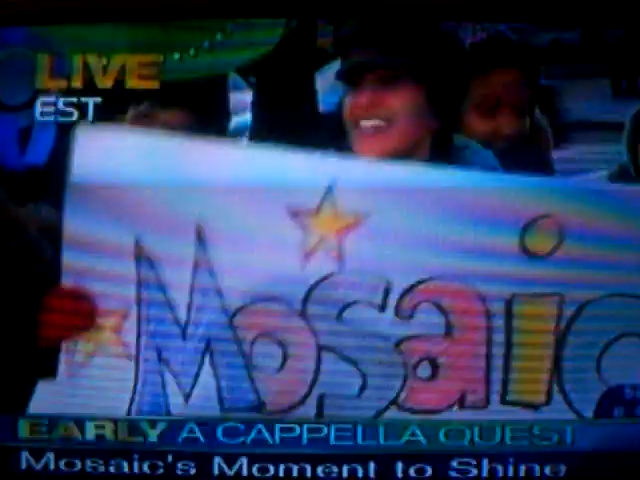 LIVE
EST
Mosaic
EARLY A CAPPELLA QUEST
Mosaic's Moment to Shine